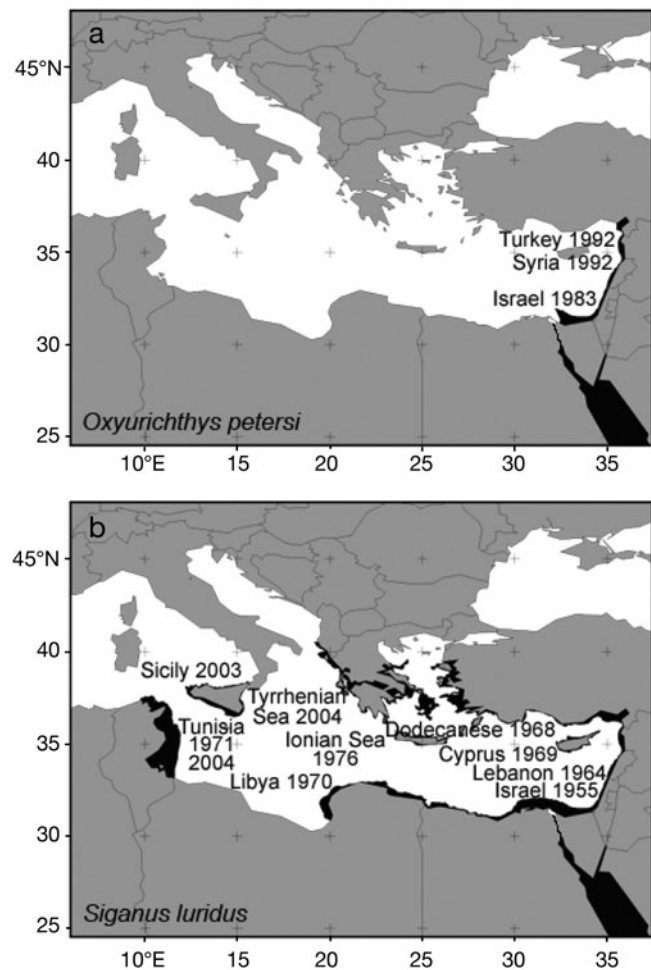 a
45°N
40
35
30
25
Turkey 1992
Syria 1992
Israel 1983
Oxyurichthys petersi
10°E 15 20 25 30 35
b
45°N
40
35
30
25
Sicily 2003
Tyrrhenian
Sea 2004
Tunisia
1971
2004
Ionian Sea
1976
Libya 1970
Dodecanese 1968
Cyprus 1969
Lebanon 1964
Israel 1955
Siganus luridus
10°E 15 20 25 30 35